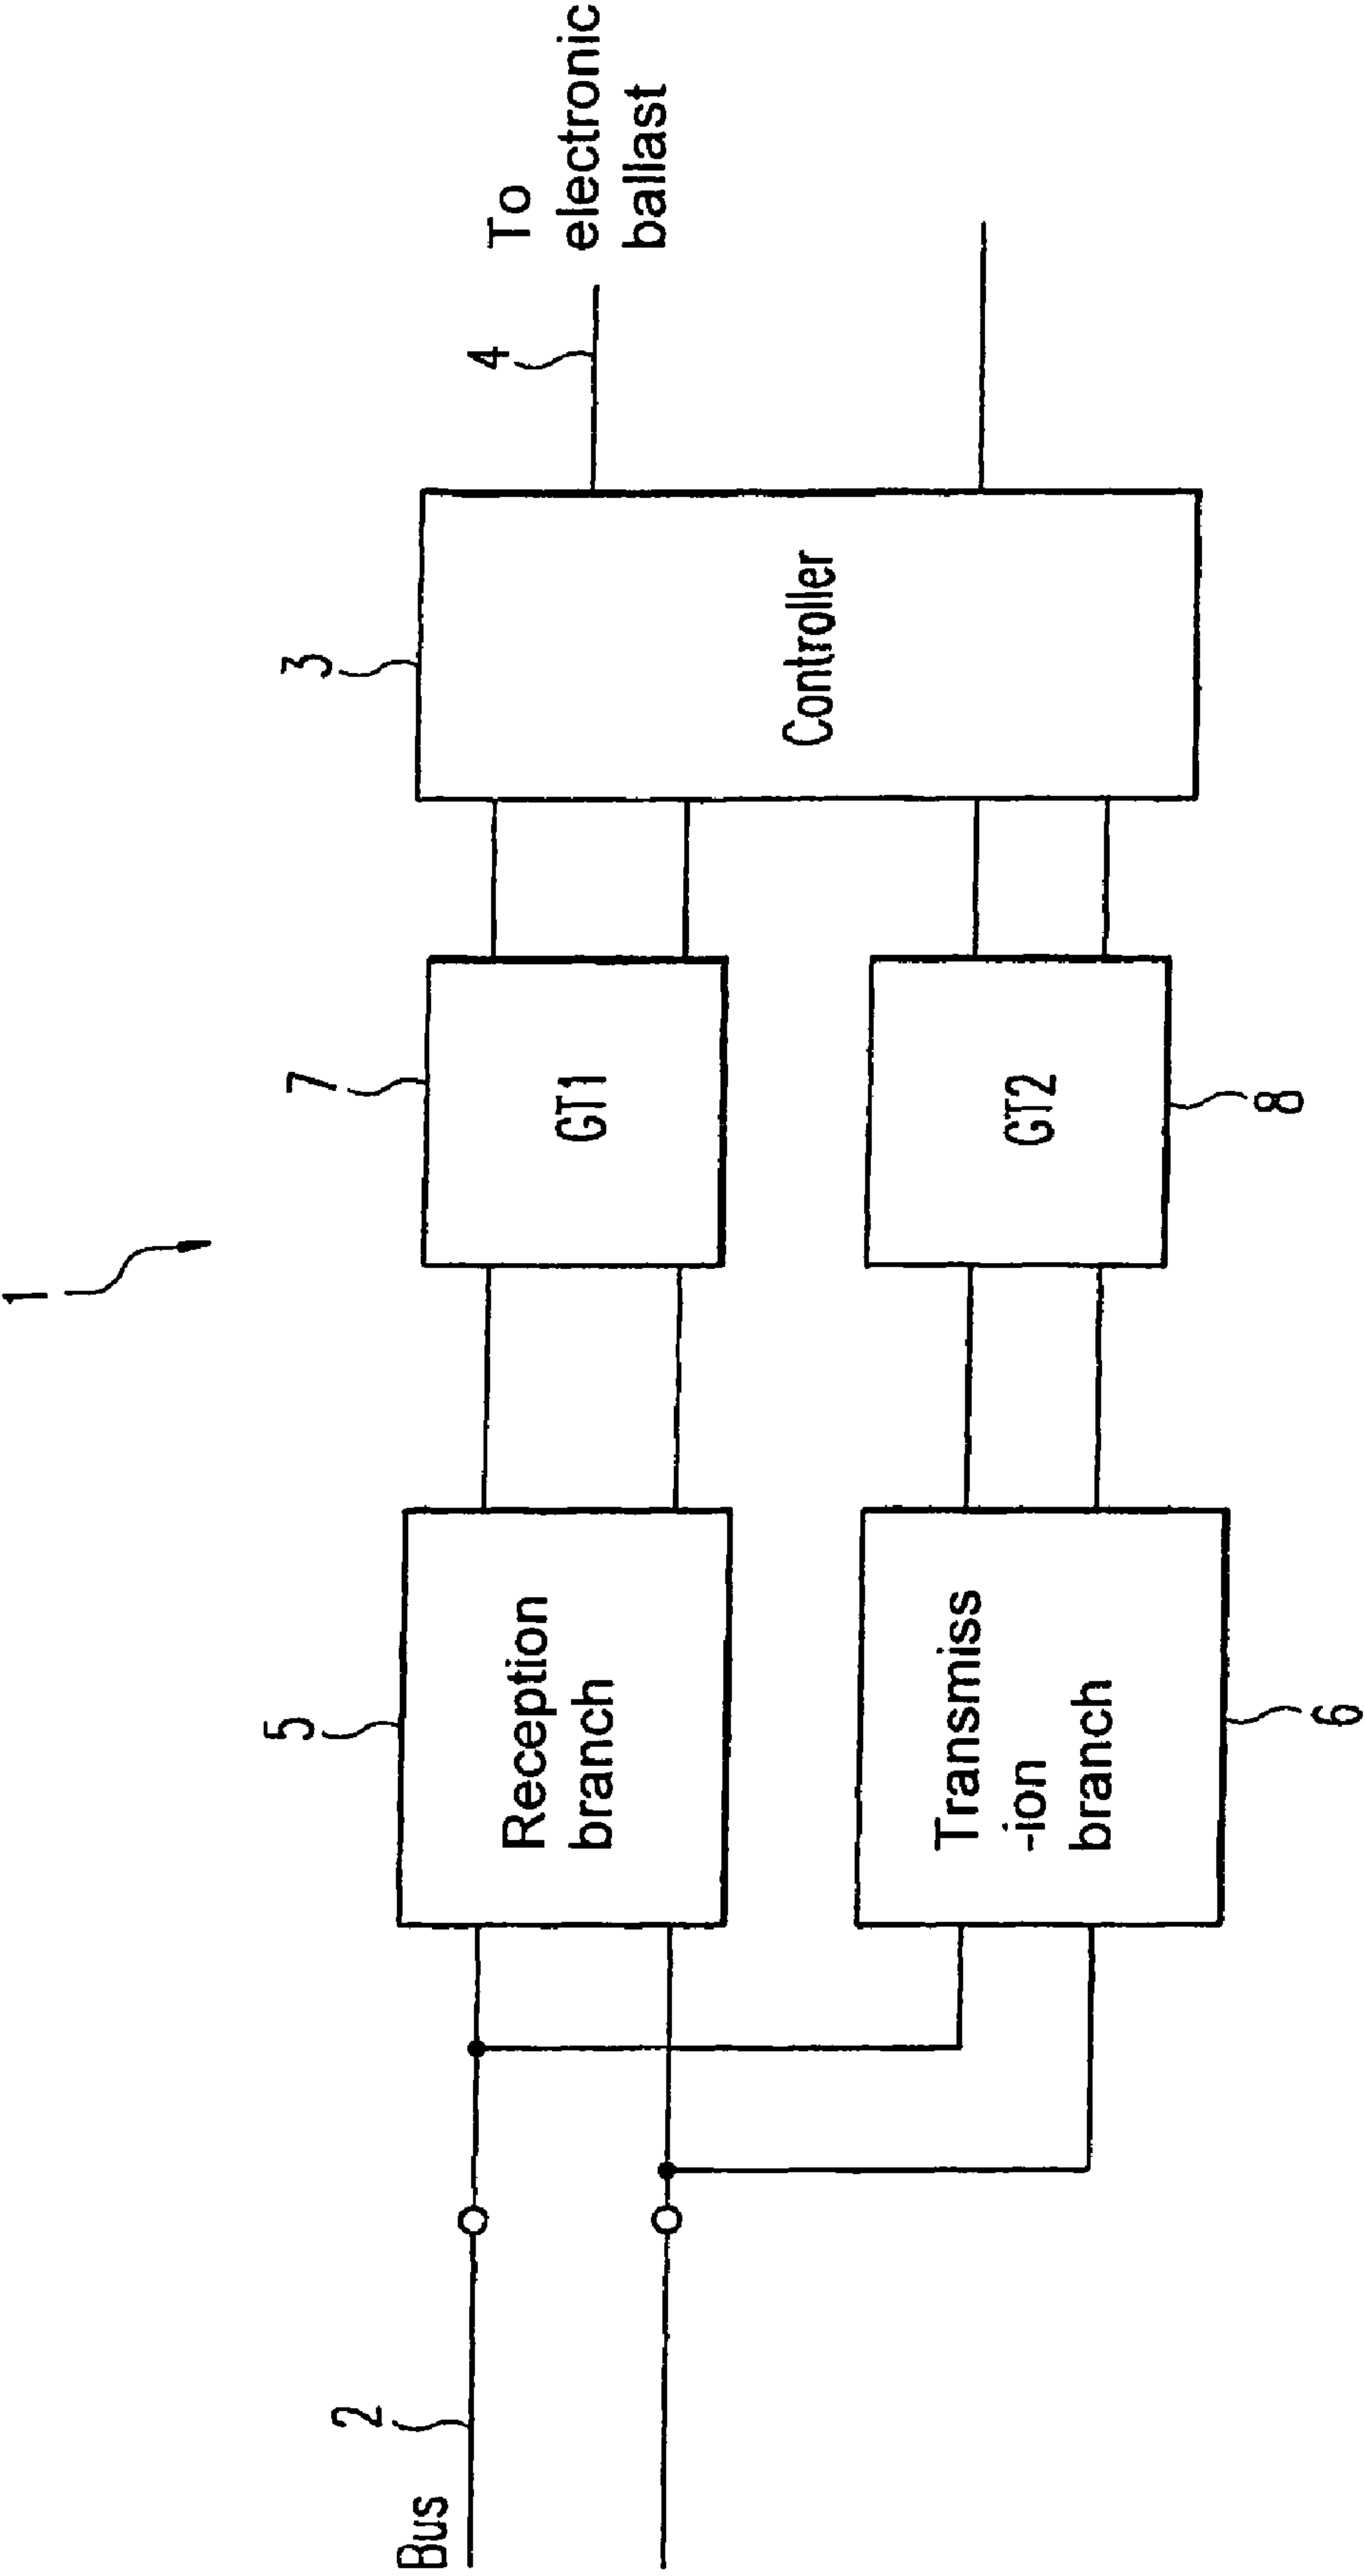 1
Bus
2
5
Reception
branch
7
GT1
3
Controller
4
To
electronic
ballast
Transmiss
-ion
branch
6
GT2
8